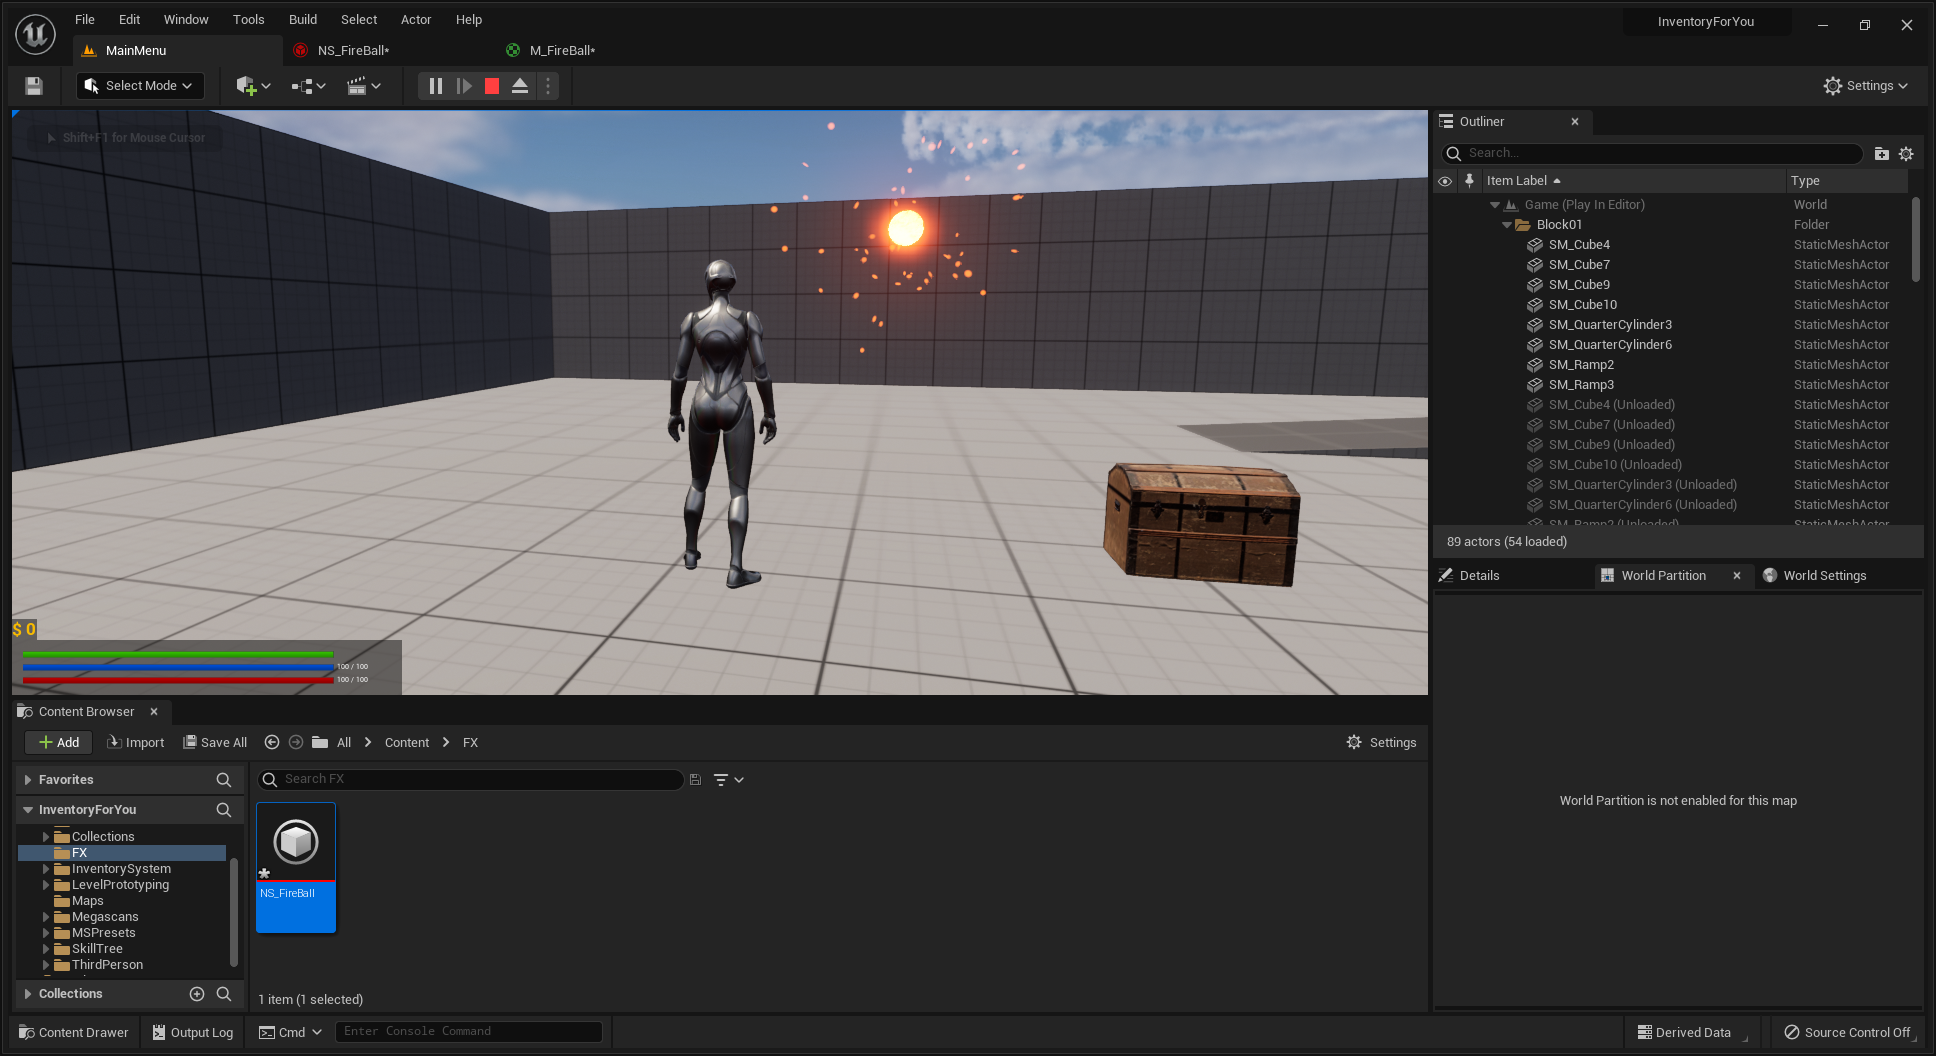 File Edit Window Tools Build Select Actor Help
InventoryForYou
MainMenu
NS_FireBall*
M_FireBall*
Select Mode
Settings
Shift+F1 for Mouse Cursor
$ 0
100 / 100
100 / 100
Outliner
Search...
Item Label
Type
Game (Play In Editor) World
Block01 Folder
SM_Cube4 StaticMeshActor
SM_Cube7 StaticMeshActor
SM_Cube9 StaticMeshActor
SM_Cube10 StaticMeshActor
SM_QuarterCylinder3 StaticMeshActor
SM_QuarterCylinder6 StaticMeshActor
SM_Ramp2 StaticMeshActor
SM_Ramp3 StaticMeshActor
SM_Cube4 (Unloaded) StaticMeshActor
SM_Cube7 (Unloaded) StaticMeshActor
SM_Cube9 (Unloaded) StaticMeshActor
SM_Cube10 (Unloaded) StaticMeshActor
SM_QuarterCylinder3 (Unloaded) StaticMeshActor
SM_QuarterCylinder6 (Unloaded) StaticMeshActor
SM_Ramp2 (Unloaded) StaticMeshActor
89 actors (54 loaded)
Details
World Partition
World Settings
World Partition is not enabled for this map
Content Browser
Add Import Save All All Content FX
Settings
Favorites
Search FX
InventoryForYou
Collections
FX
InventorySystem
LevelPrototyping
Maps
Megascans
MSPresets
SkillTree
ThirdPerson
Collections
NS_FireBall
1 item (1 selected)
Content Drawer
Output Log
Cmd
Enter Console Command
Derived Data
Source Control Off